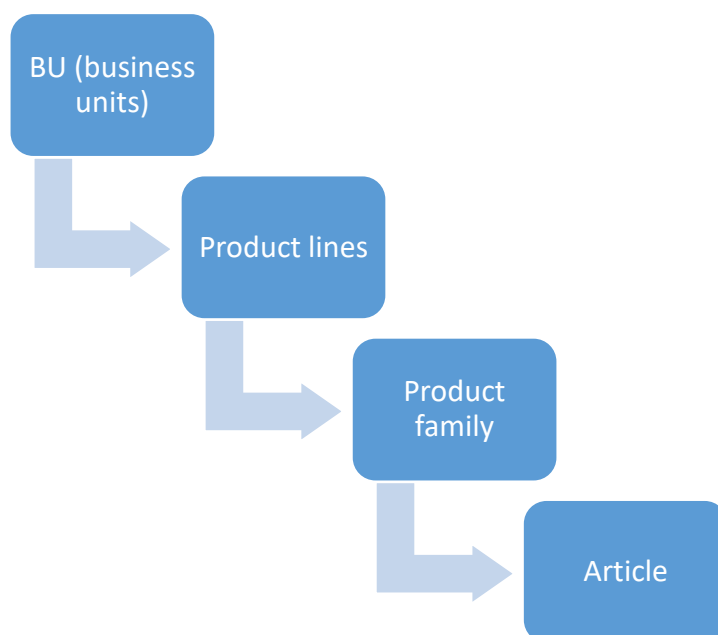 BU (business
units)
Product lines
Product
family
Article